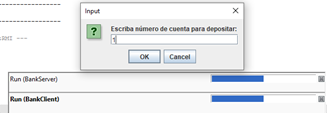 Input
Escriba número de cuenta para depositar:
1
OK
Cancel
Run (BankServer)
Run (BankClient)